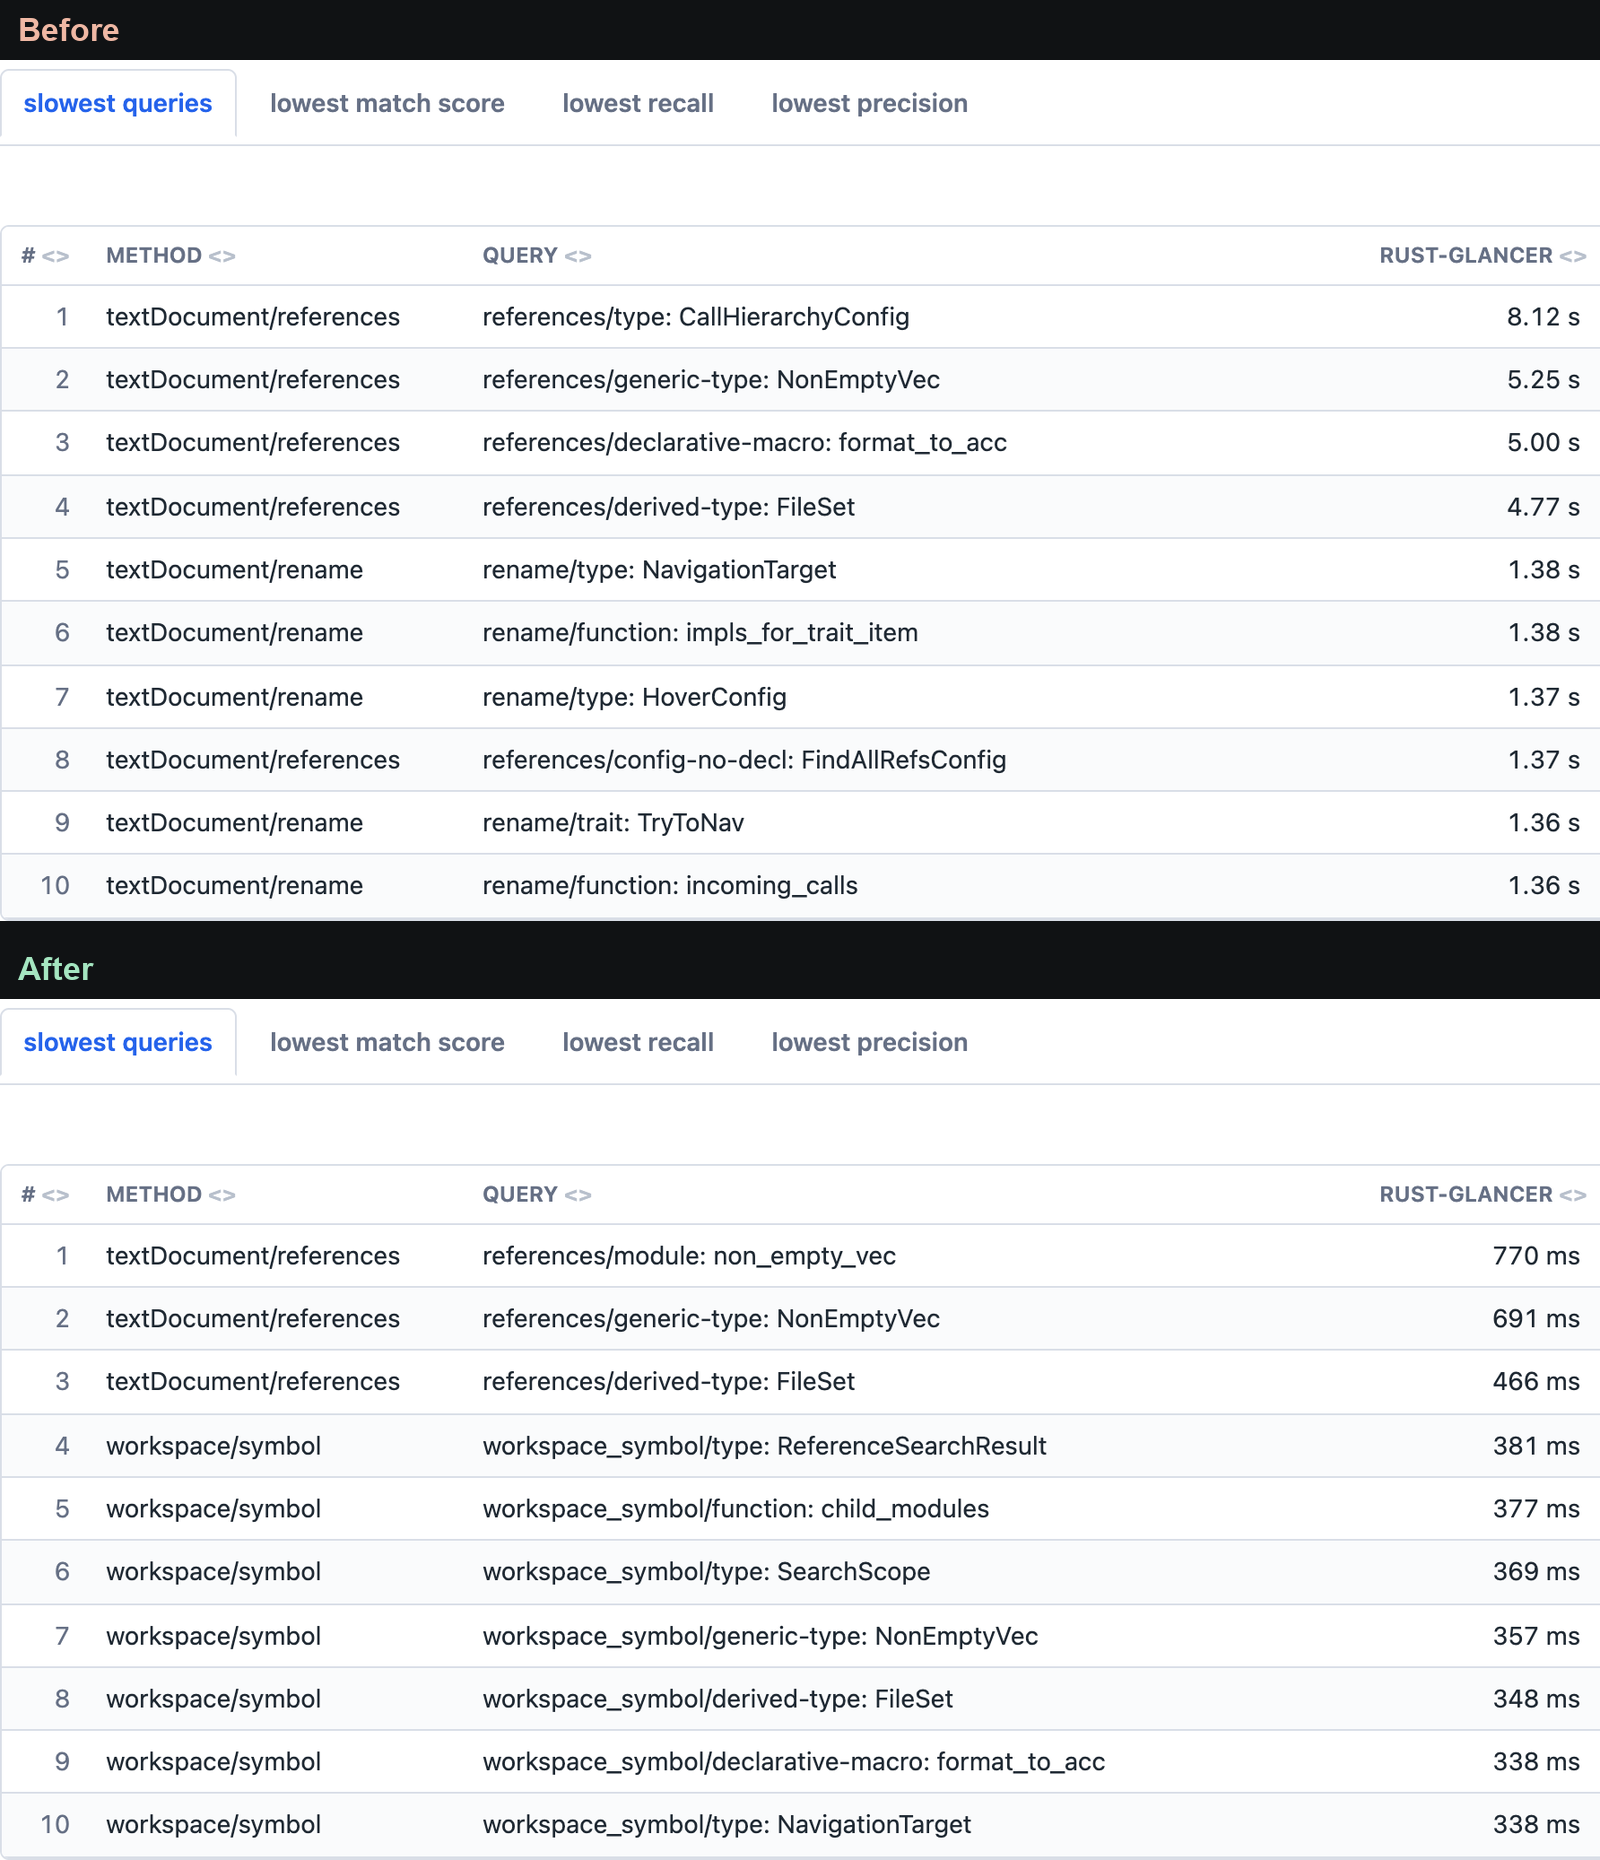 Before
slowest queries lowest match score lowest recall lowest precision
# <> METHOD <> QUERY <> RUST-GLANCER <>
1 textDocument/references references/type: CallHierarchyConfig 8.12 s
2 textDocument/references references/generic-type: NonEmptyVec 5.25 s
3 textDocument/references references/declarative-macro: format_to_acc 5.00 s
4 textDocument/references references/derived-type: FileSet 4.77 s
5 textDocument/rename rename/type: NavigationTarget 1.38 s
6 textDocument/rename rename/function: impls_for_trait_item 1.38 s
7 textDocument/rename rename/type: HoverConfig 1.37 s
8 textDocument/references references/config-no-decl: FindAllRefsConfig 1.37 s
9 textDocument/rename rename/trait: TryToNav 1.36 s
10 textDocument/rename rename/function: incoming_calls 1.36 s
After
slowest queries lowest match score lowest recall lowest precision
# <> METHOD <> QUERY <> RUST-GLANCER <>
1 textDocument/references references/module: non_empty_vec 770 ms
2 textDocument/references references/generic-type: NonEmptyVec 691 ms
3 textDocument/references references/derived-type: FileSet 466 ms
4 workspace/symbol workspace_symbol/type: ReferenceSearchResult 381 ms
5 workspace/symbol workspace_symbol/function: child_modules 377 ms
6 workspace/symbol workspace_symbol/type: SearchScope 369 ms
7 workspace/symbol workspace_symbol/generic-type: NonEmptyVec 357 ms
8 workspace/symbol workspace_symbol/derived-type: FileSet 348 ms
9 workspace/symbol workspace_symbol/declarative-macro: format_to_acc 338 ms
10 workspace/symbol workspace_symbol/type: NavigationTarget 338 ms